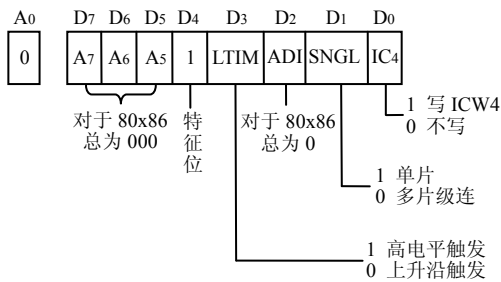 A0 D7 D6 D5 D4 D3 D2 D1 D0
0 A7 A6 A5 1 LTIM ADI SNGL IC4
对于 80x86
总为 000
特征位
对于 80x86
总为 0
1 写 ICW4
0 不写
1 单片
0 多片级连
1 高电平触发
0 上升沿触发